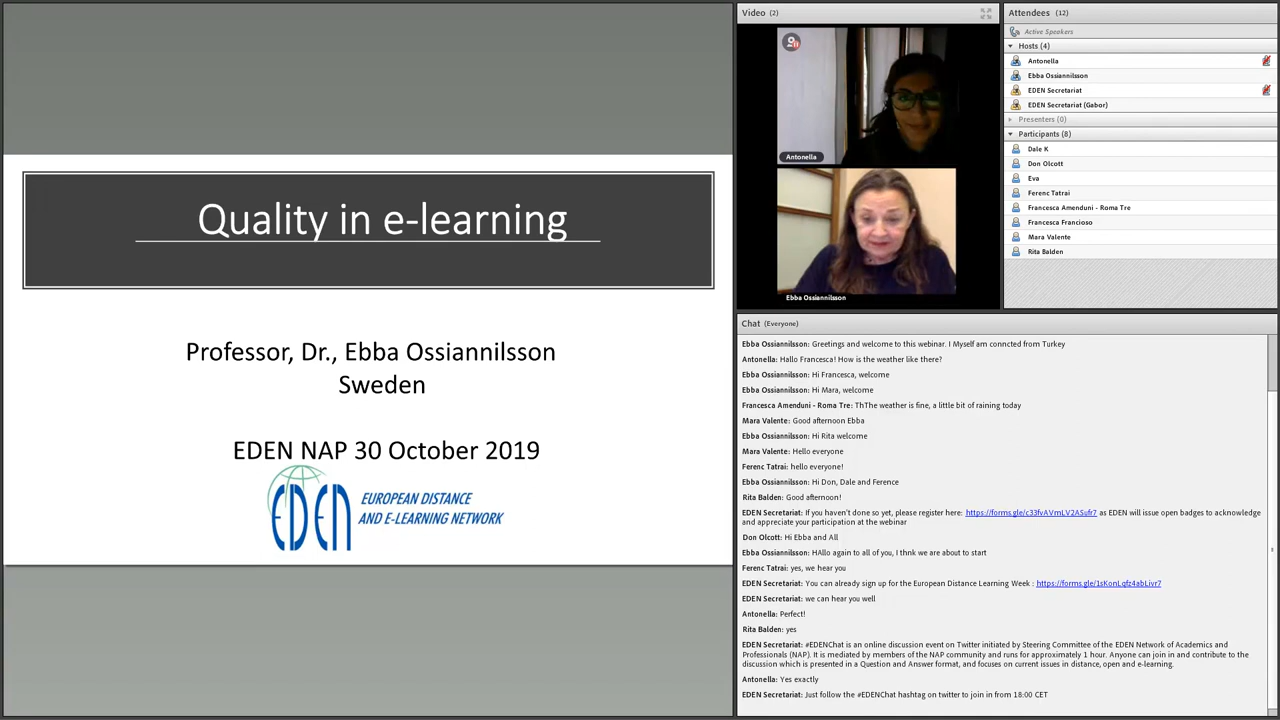 Quality in e-learning
Professor, Dr., Ebba Ossiannilsson
Sweden
EDEN NAP 30 October 2019
EDEN
EUROPEAN DISTANCE
AND E-LEARNING NETWORK
Video (2)
Antonella
Ebba Ossiannilsson
Attendees (12)
Active Speakers
Hosts (4)
Antonella
Ebba Ossiannilsson
EDEN Secretariat
EDEN Secretariat (Gabor)
Presenters (0)
Participants (8)
Dale K
Don Olcott
Eva
Ferenc Tatrai
Francesca Amenduni - Roma Tre
Francesca Francioso
Mara Valente
Rita Balden
Chat (Everyone)
Ebba Ossiannilsson: Greetings and welcome to this webinar. I Myself am conncted from Turkey
Antonella: Hallo Francesca! How is the weather like there?
Ebba Ossiannilsson: Hi Francesca, welcome
Ebba Ossiannilsson: Hi Mara, welcome
Francesca Amenduni - Roma Tre: ThThe weather is fine, a little bit of raining today
Mara Valente: Good afternoon Ebba
Ebba Ossiannilsson: Hi Rita welcome
Mara Valente: Hello everyone
Ferenc Tatrai: hello everyone!
Ebba Ossiannilsson: Hi Don, Dale and Ference
Rita Balden: Good afternoon!
EDEN Secretariat: If you haven't done so yet, please register here: https://forms.gle/c33fvAVmLV2ASufr7 as EDEN will issue open badges to acknowledge
and appreciate your participation at the webinar
Don Olcott: Hi Ebba and All
Ebba Ossiannilsson: HAllo again to all of you, I thnk we are about to start
Ferenc Tatrai: yes, we hear you
EDEN Secretariat: You can already sign up for the European Distance Learning Week : https://forms.gle/1sKonLqfz4abLivr7
EDEN Secretariat: we can hear you well
Antonella: Perfect!
Rita Balden: yes
EDEN Secretariat: #EDENChat is an online discussion event on Twitter initiated by Steering Committee of the EDEN Network of Academics and
Professionals (NAP). It is mediated by members of the NAP community and runs for approximately 1 hour. Anyone can join in and contribute to the
discussion which is presented in a Question and Answer format, and focuses on current issues in distance, open and e-learning.
Antonella: Yes exactly
EDEN Secretariat: Just follow the #EDENChat hashtag on twitter to join in from 18:00 CET